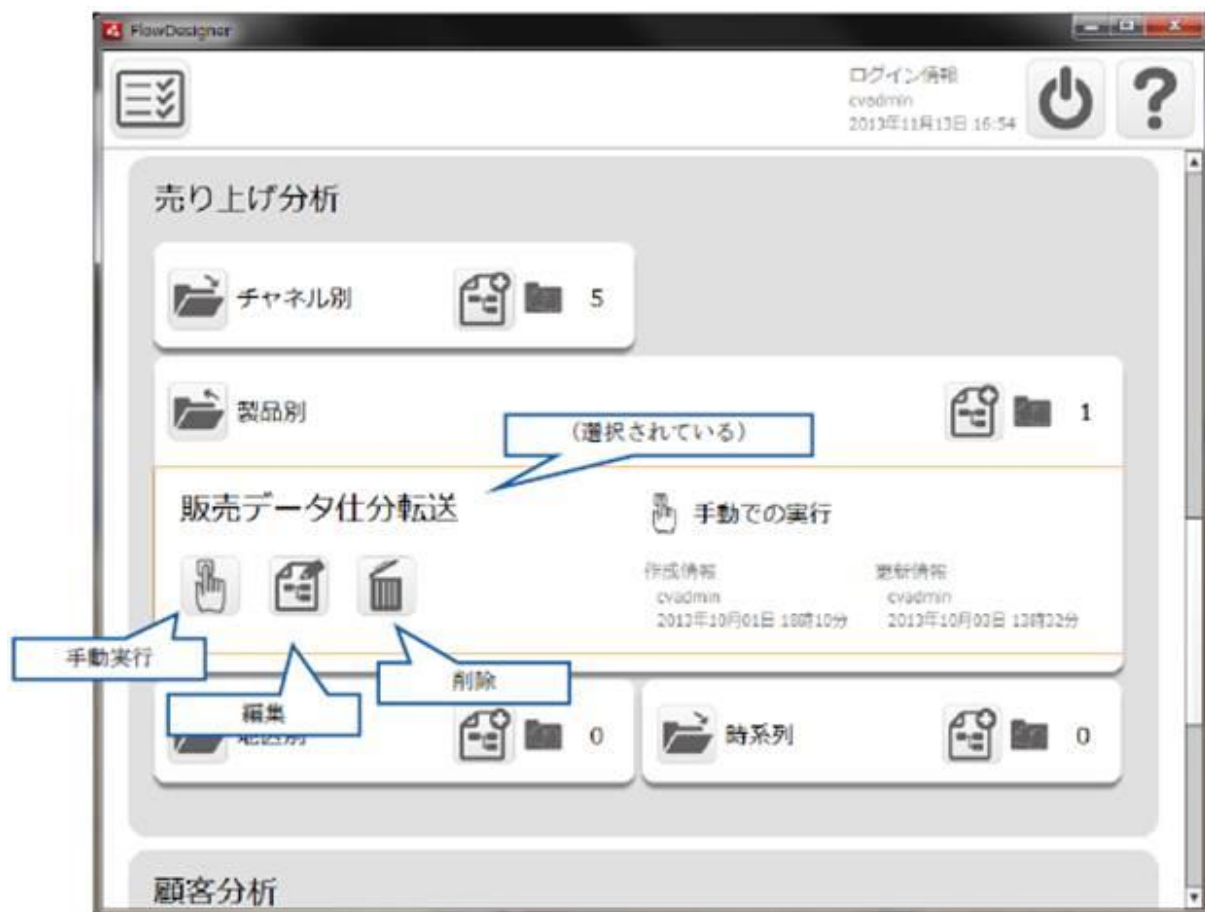 FlowDesigner
ログイン情報
cvadmin
2013年11月13日 16:54
売り上げ分析
チャネル別
5
製品別
1
(選択されている)
販売データ仕分転送
手動での実行
作成情報
更新情報
cvadmin
cvadmin
2013年10月01日 18時10分
2013年10月03日 13時32分
手動実行
編集
削除
0
時系列
0
顧客分析